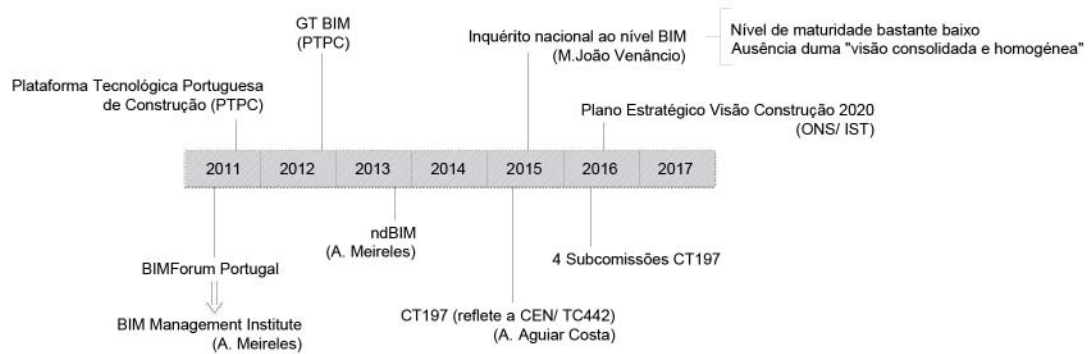 GT BIM
(PTPC)
Inquérito nacional ao nível BIM
(M.João Venâncio)
Nível de maturidade bastante baixo
Ausência duma "visão consolidada e homogénea"
Plataforma Tecnológica Portuguesa
de Construção (PTPC)
Plano Estratégico Visão Construção 2020
(ONS/ IST)
2011 2012 2013 2014 2015 2016 2017
ndBIM
(A. Meireles)
BIMForum Portugal
4 Subcomissões CT197
BIM Management Institute
(A. Meireles)
CT197 (reflete a CEN/ TC442)
(A. Aguiar Costa)